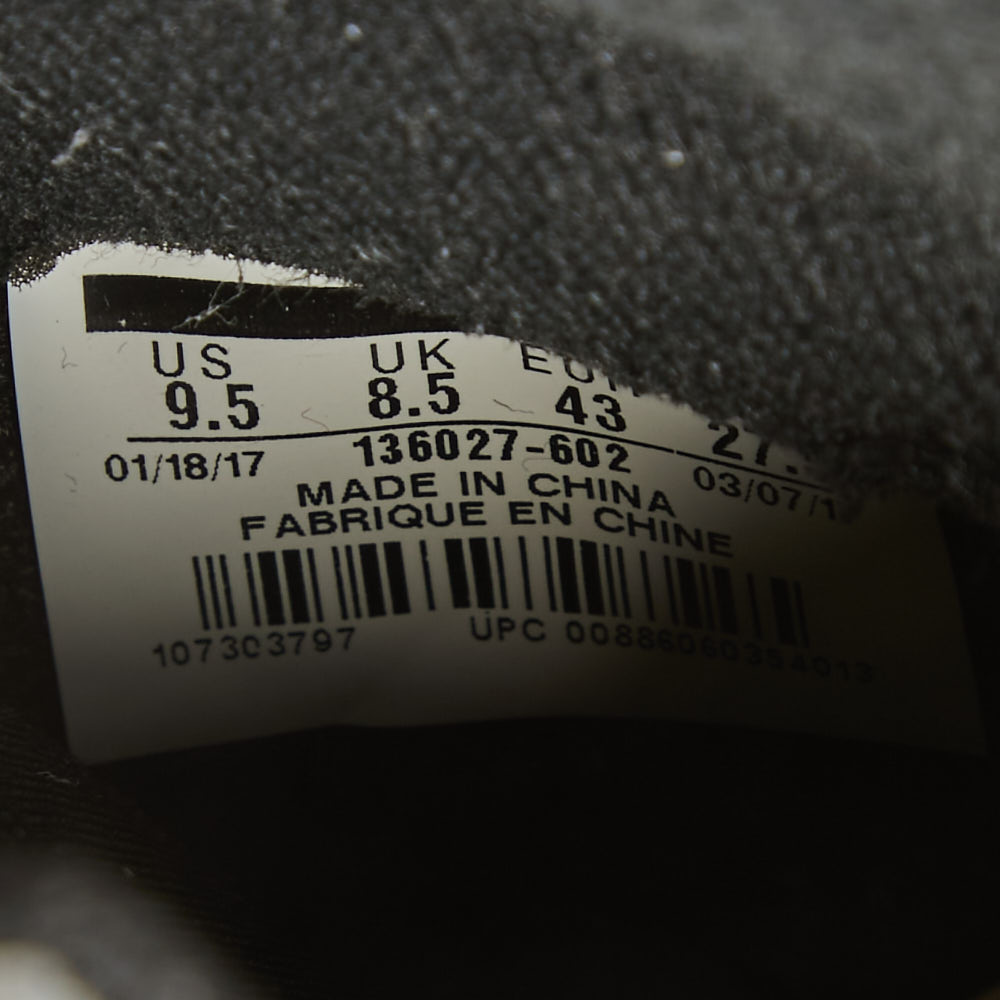 US UK
9.5 8.5 43
136027-602
01/18/17
MADE IN CHINA
FABRIQUE EN CHINE
107303797 UPC 00886060354013